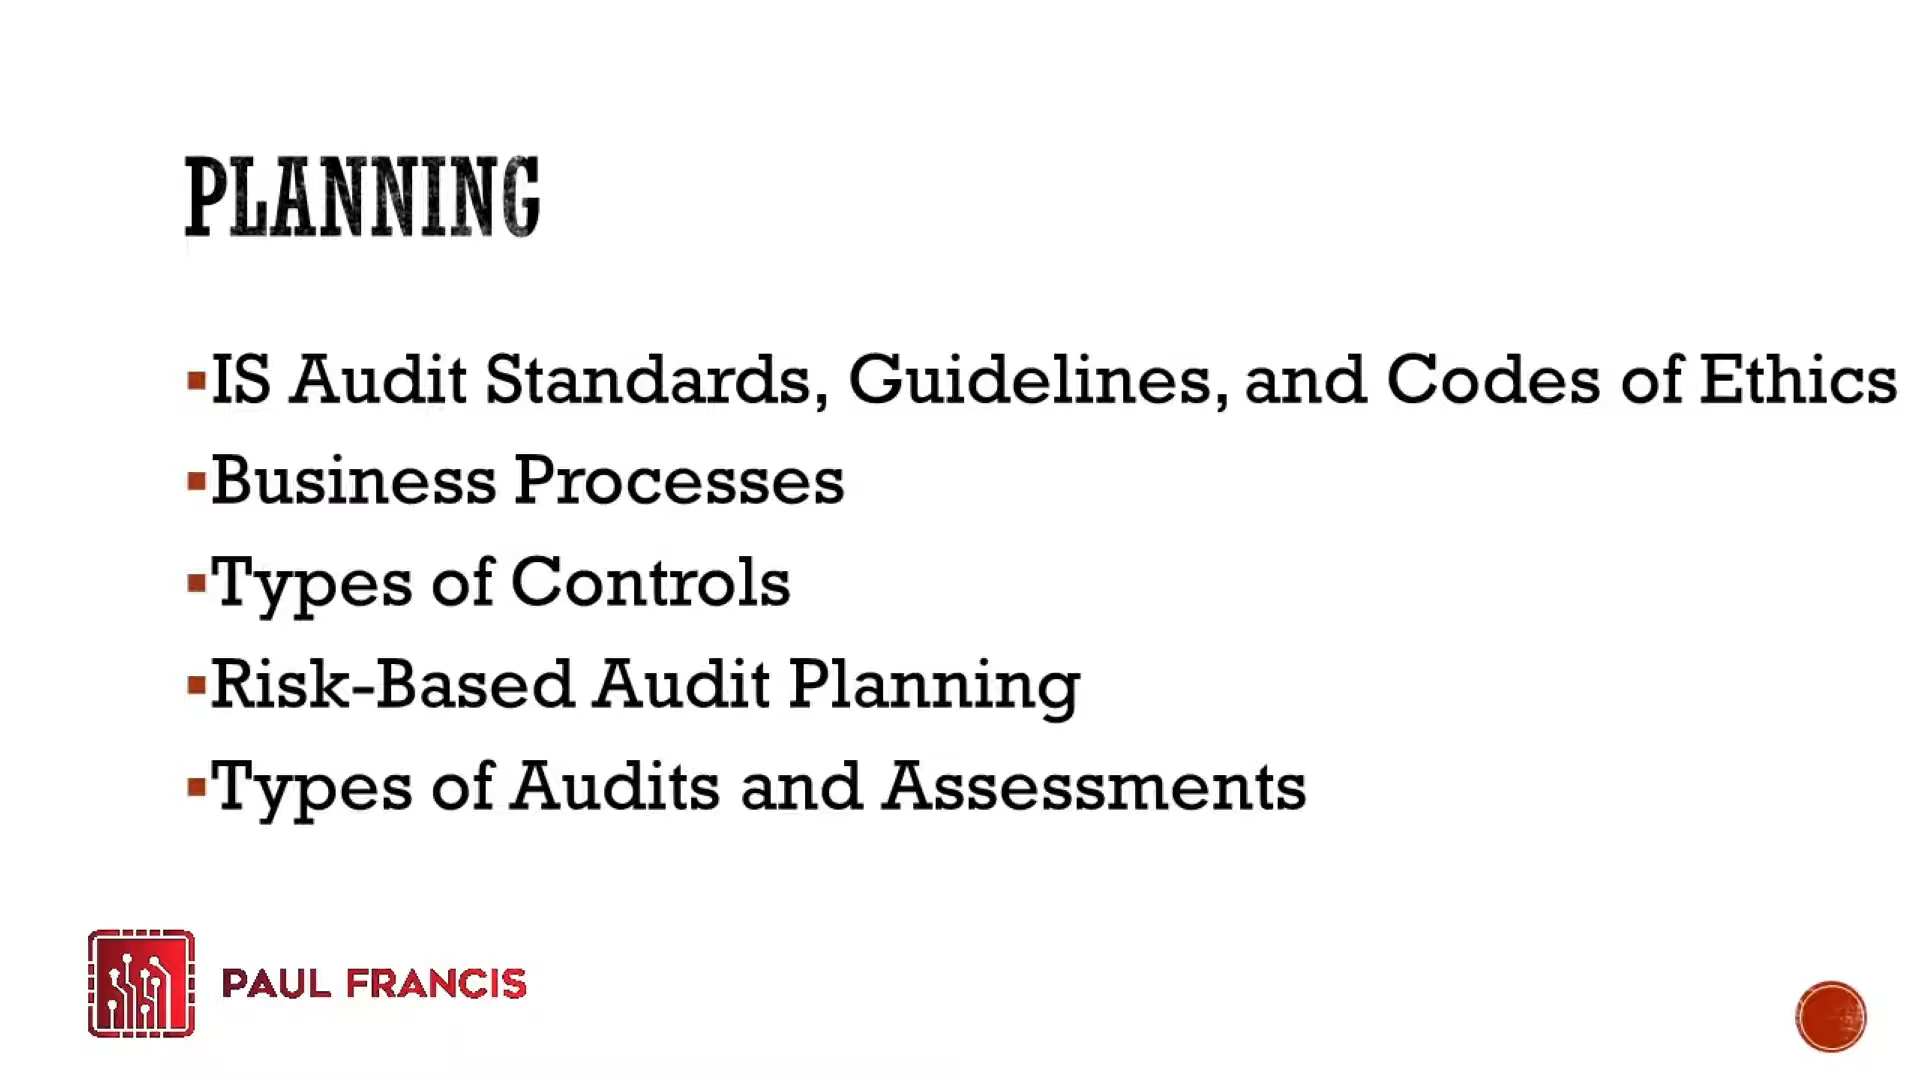 PLANNING
▪IS Audit Standards, Guidelines, and Codes of Ethics
▪Business Processes
▪Types of Controls
▪Risk-Based Audit Planning
▪Types of Audits and Assessments
PAUL FRANCIS